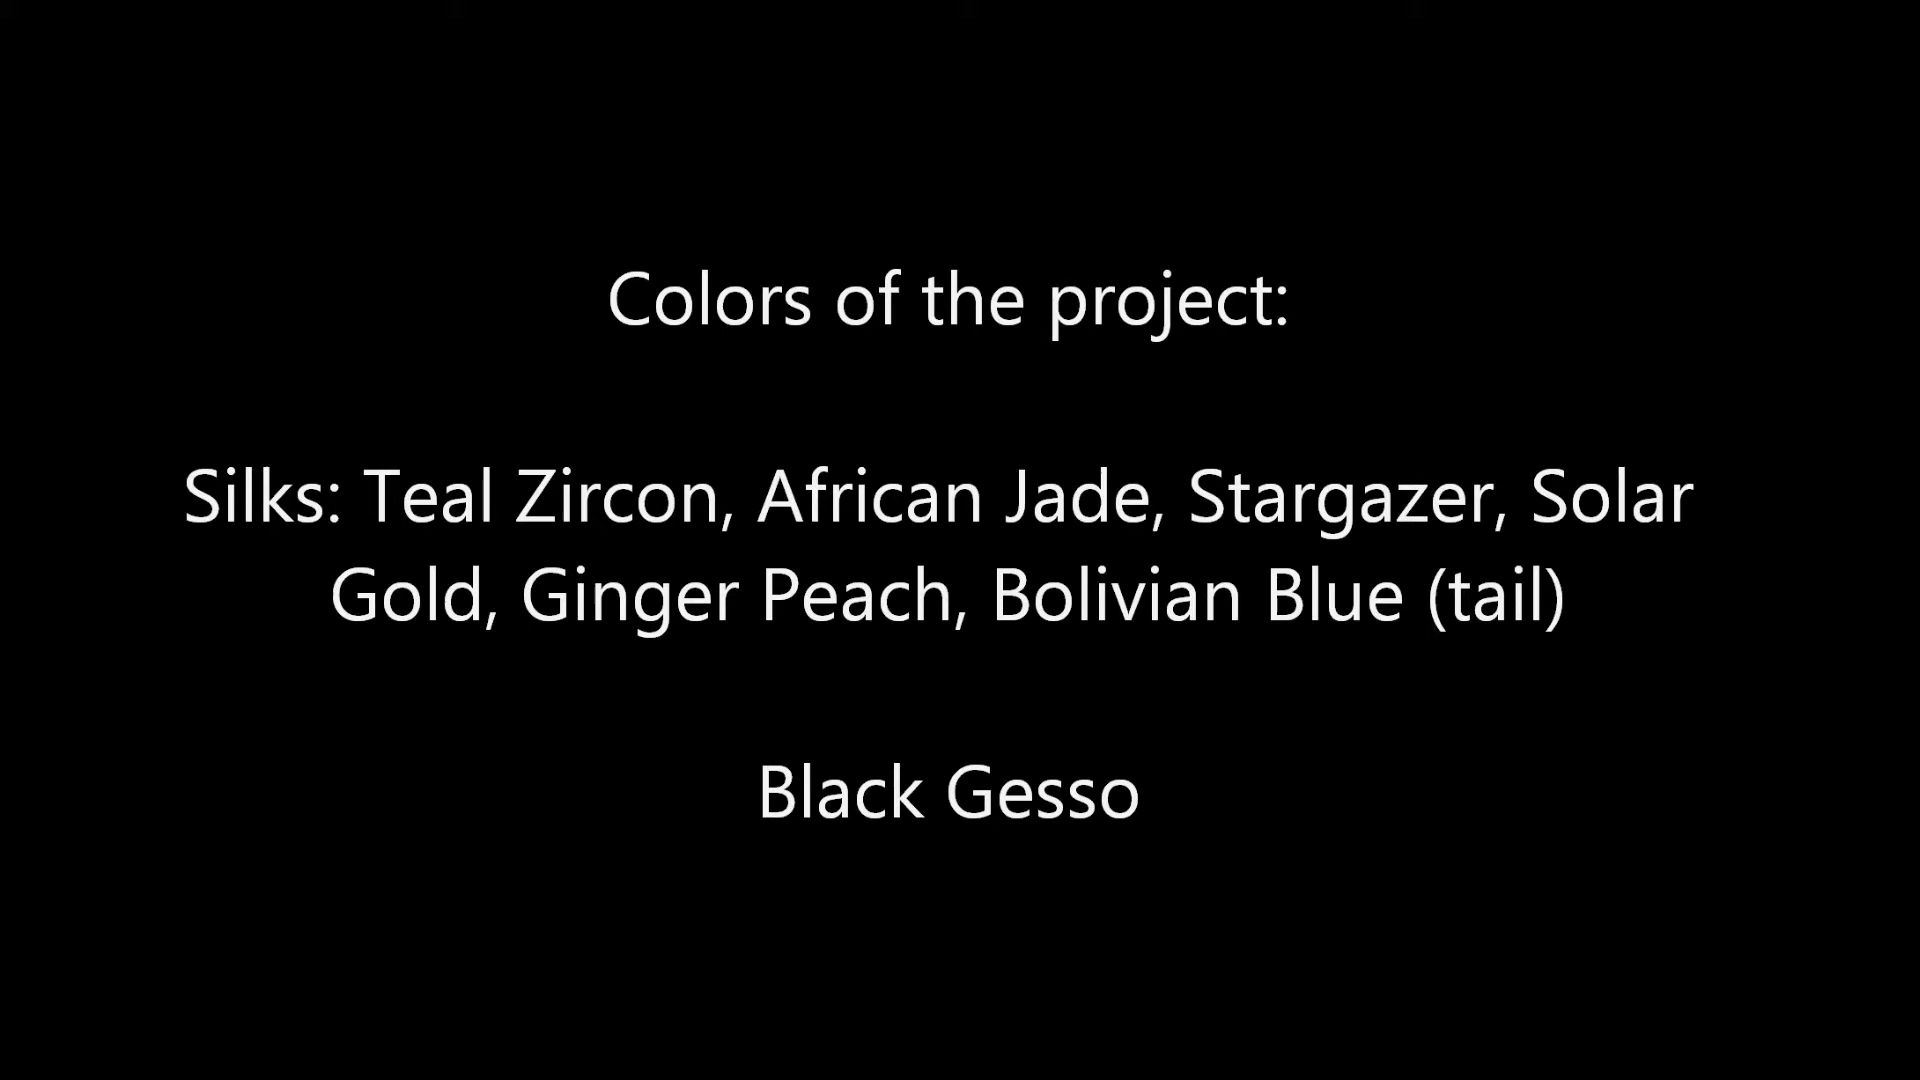 Colors of the project:
Silks: Teal Zircon, African Jade, Stargazer, Solar
Gold, Ginger Peach, Bolivian Blue (tail)
Black Gesso